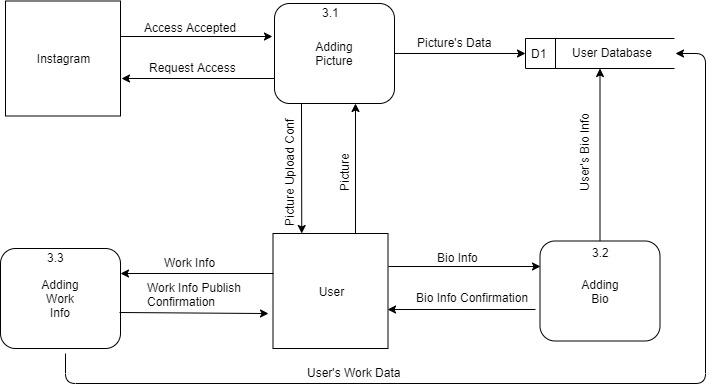 3.1
Access Accepted
Adding
Picture
Instagram
Request Access
Picture's Data
D1
User Database
Picture Upload Conf
Picture
User's Bio Info
3.3
Adding
Work
Info
Work Info
Work Info Publish
Confirmation
User
Bio Info
Bio Info Confirmation
3.2
Adding
Bio
User's Work Data